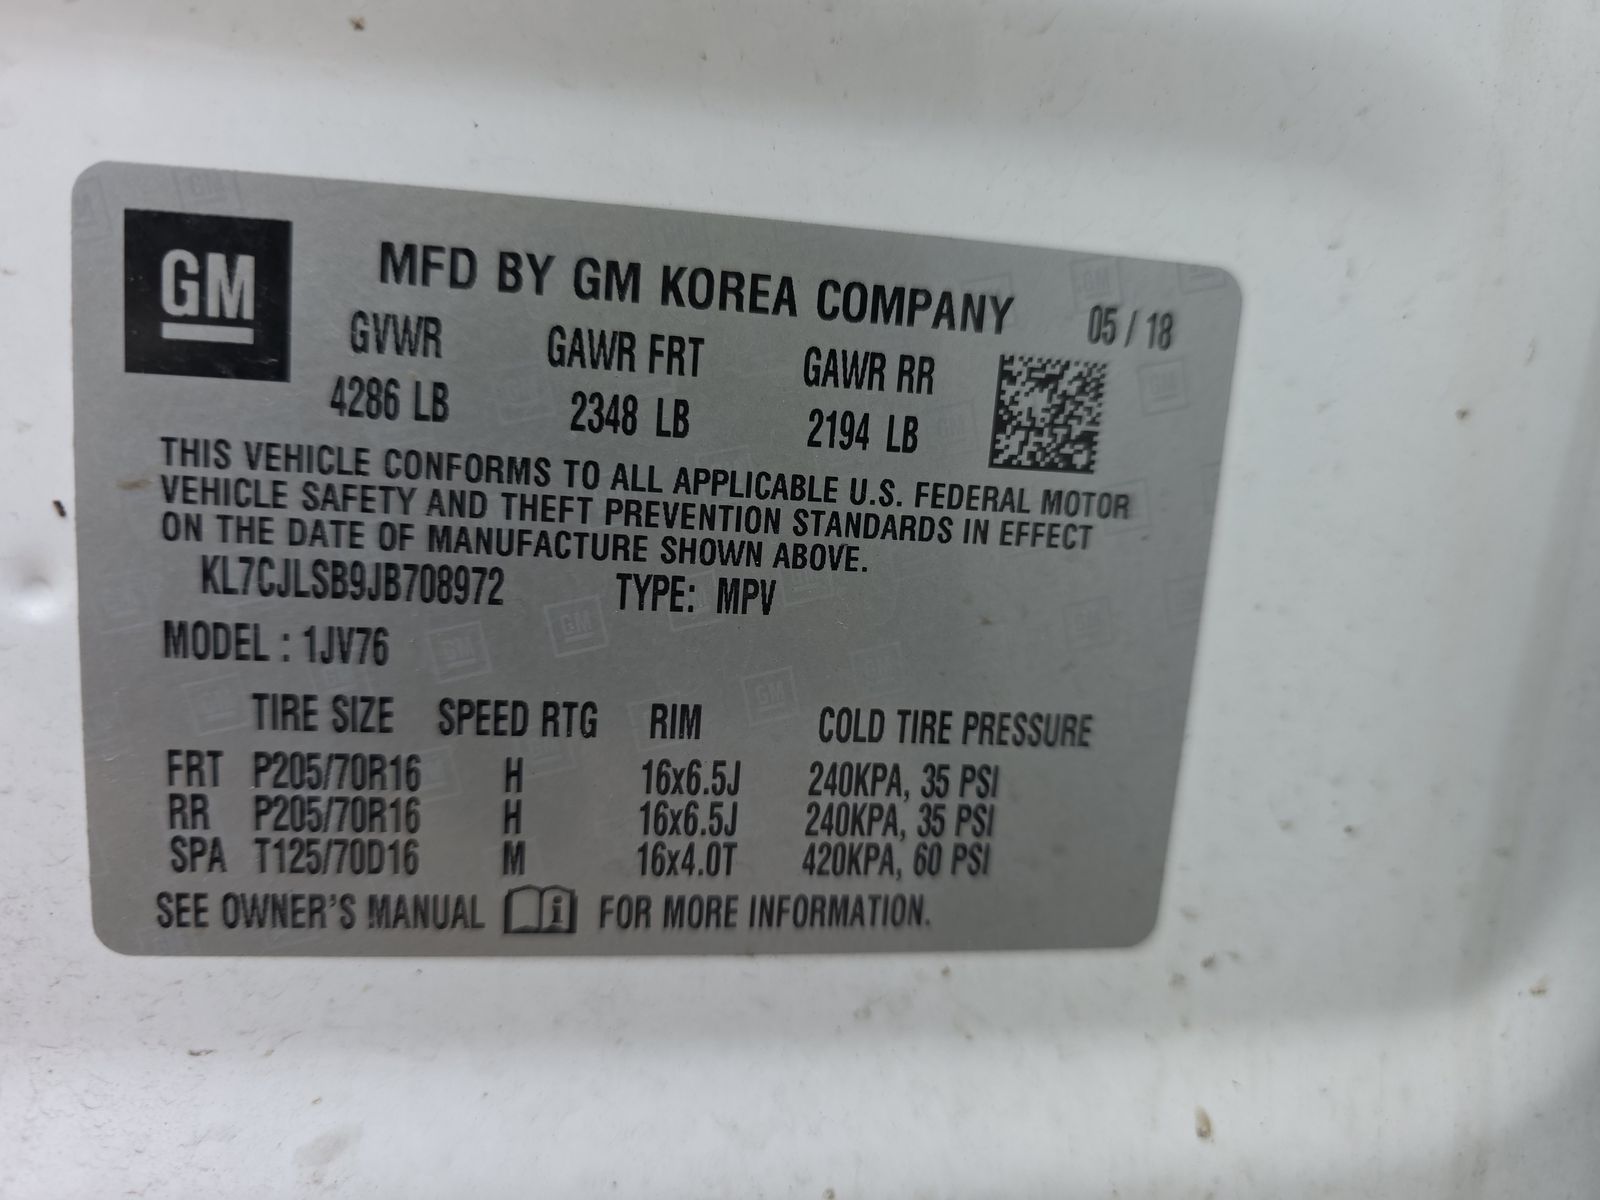 GM
MFD BY GM KOREA COMPANY 05 / 18
GVWR GAWR FRT GAWR RR
4286 LB 2348 LB 2194 LB
THIS VEHICLE CONFORMS TO ALL APPLICABLE U.S. FEDERAL MOTOR
VEHICLE SAFETY AND THEFT PREVENTION STANDARDS IN EFFECT
ON THE DATE OF MANUFACTURE SHOWN ABOVE.
KL7CJLSB9JB708972 TYPE: MPV
MODEL : 1JV76
TIRE SIZE SPEED RTG RIM COLD TIRE PRESSURE
FRT P205/70R16 H 16x6.5J 240KPA, 35 PSI
RR P205/70R16 H 16x6.5J 240KPA, 35 PSI
SPA T125/70D16 M 16x4.0T 420KPA, 60 PSI
SEE OWNER'S MANUAL i FOR MORE INFORMATION.